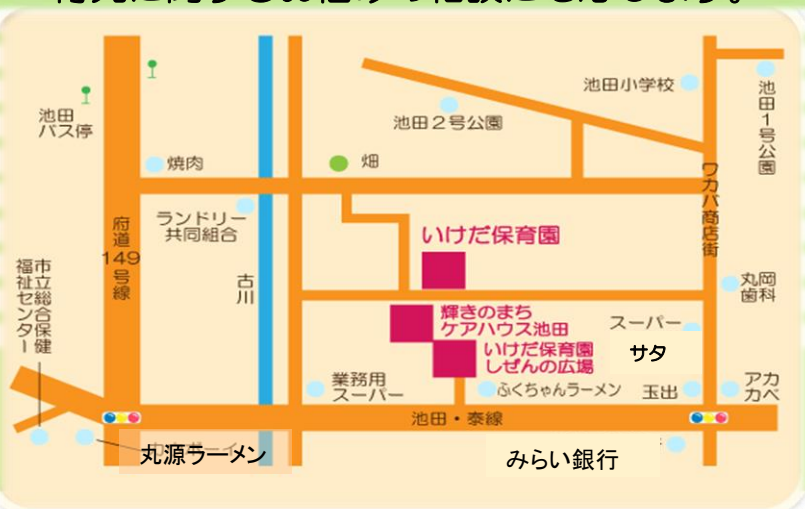 池田
バス停
焼肉
ランドリー
共同組合
府道
149
号線
古川
市立総合保健
福祉センター
畑
池田2号公園
池田小学校
池田1号公園
ワカバ商店街
いけだ保育園
丸岡
歯科
輝きのまち
ケアハウス池田
いけだ保育園
しぜんの広場
スーパー
サタ
業務用
スーパー
ふくちゃんラーメン
玉出
アカ
カベ
池田・泰線
丸源ラーメン
みらい銀行